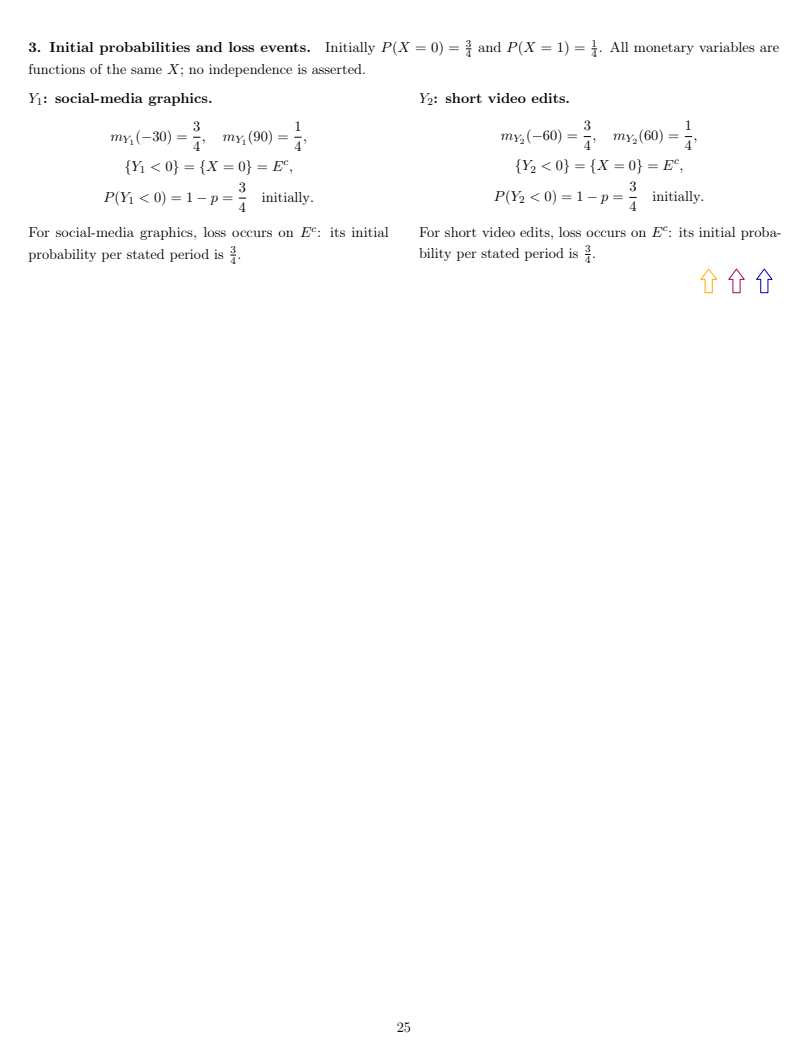 3. Initial probabilities and loss events. Initially P(X = 0) = 3/4 and P(X = 1) = 1/4. All monetary variables are
functions of the same X; no independence is asserted.
Y₁: social-media graphics.
m_{Y₁}(−30) = 3/4, m_{Y₁}(90) = 1/4,
{Y₁ < 0} = {X = 0} = Eᶜ,
P(Y₁ < 0) = 1 − p = 3/4 initially.
For social-media graphics, loss occurs on Eᶜ: its initial
probability per stated period is 3/4.
Y₂: short video edits.
m_{Y₂}(−60) = 3/4, m_{Y₂}(60) = 1/4,
{Y₂ < 0} = {X = 0} = Eᶜ,
P(Y₂ < 0) = 1 − p = 3/4 initially.
For short video edits, loss occurs on Eᶜ: its initial proba-
bility per stated period is 3/4.
25